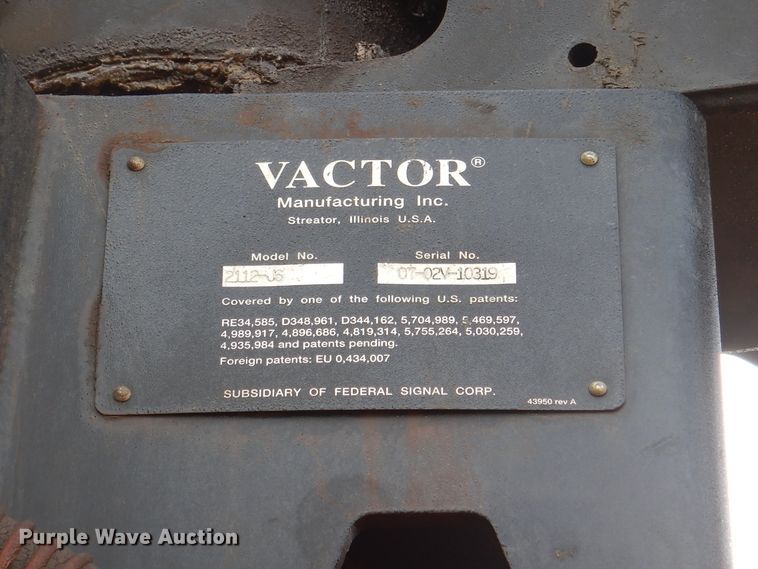 VACTOR®
Manufacturing Inc.
Streator, Illinois U.S.A.
Model No. Serial No.
2112-J6 07-02V-10319
Covered by one of the following U.S. patents:
RE34,585, D348,961, D344,162, 5,704,989, 5,469,597,
4,989,917, 4,896,686, 4,819,314, 5,755,264, 5,030,259,
4,935,984 and patents pending.
Foreign patents: EU 0,434,007
SUBSIDIARY OF FEDERAL SIGNAL CORP.
43950 rev A
Purple Wave Auction